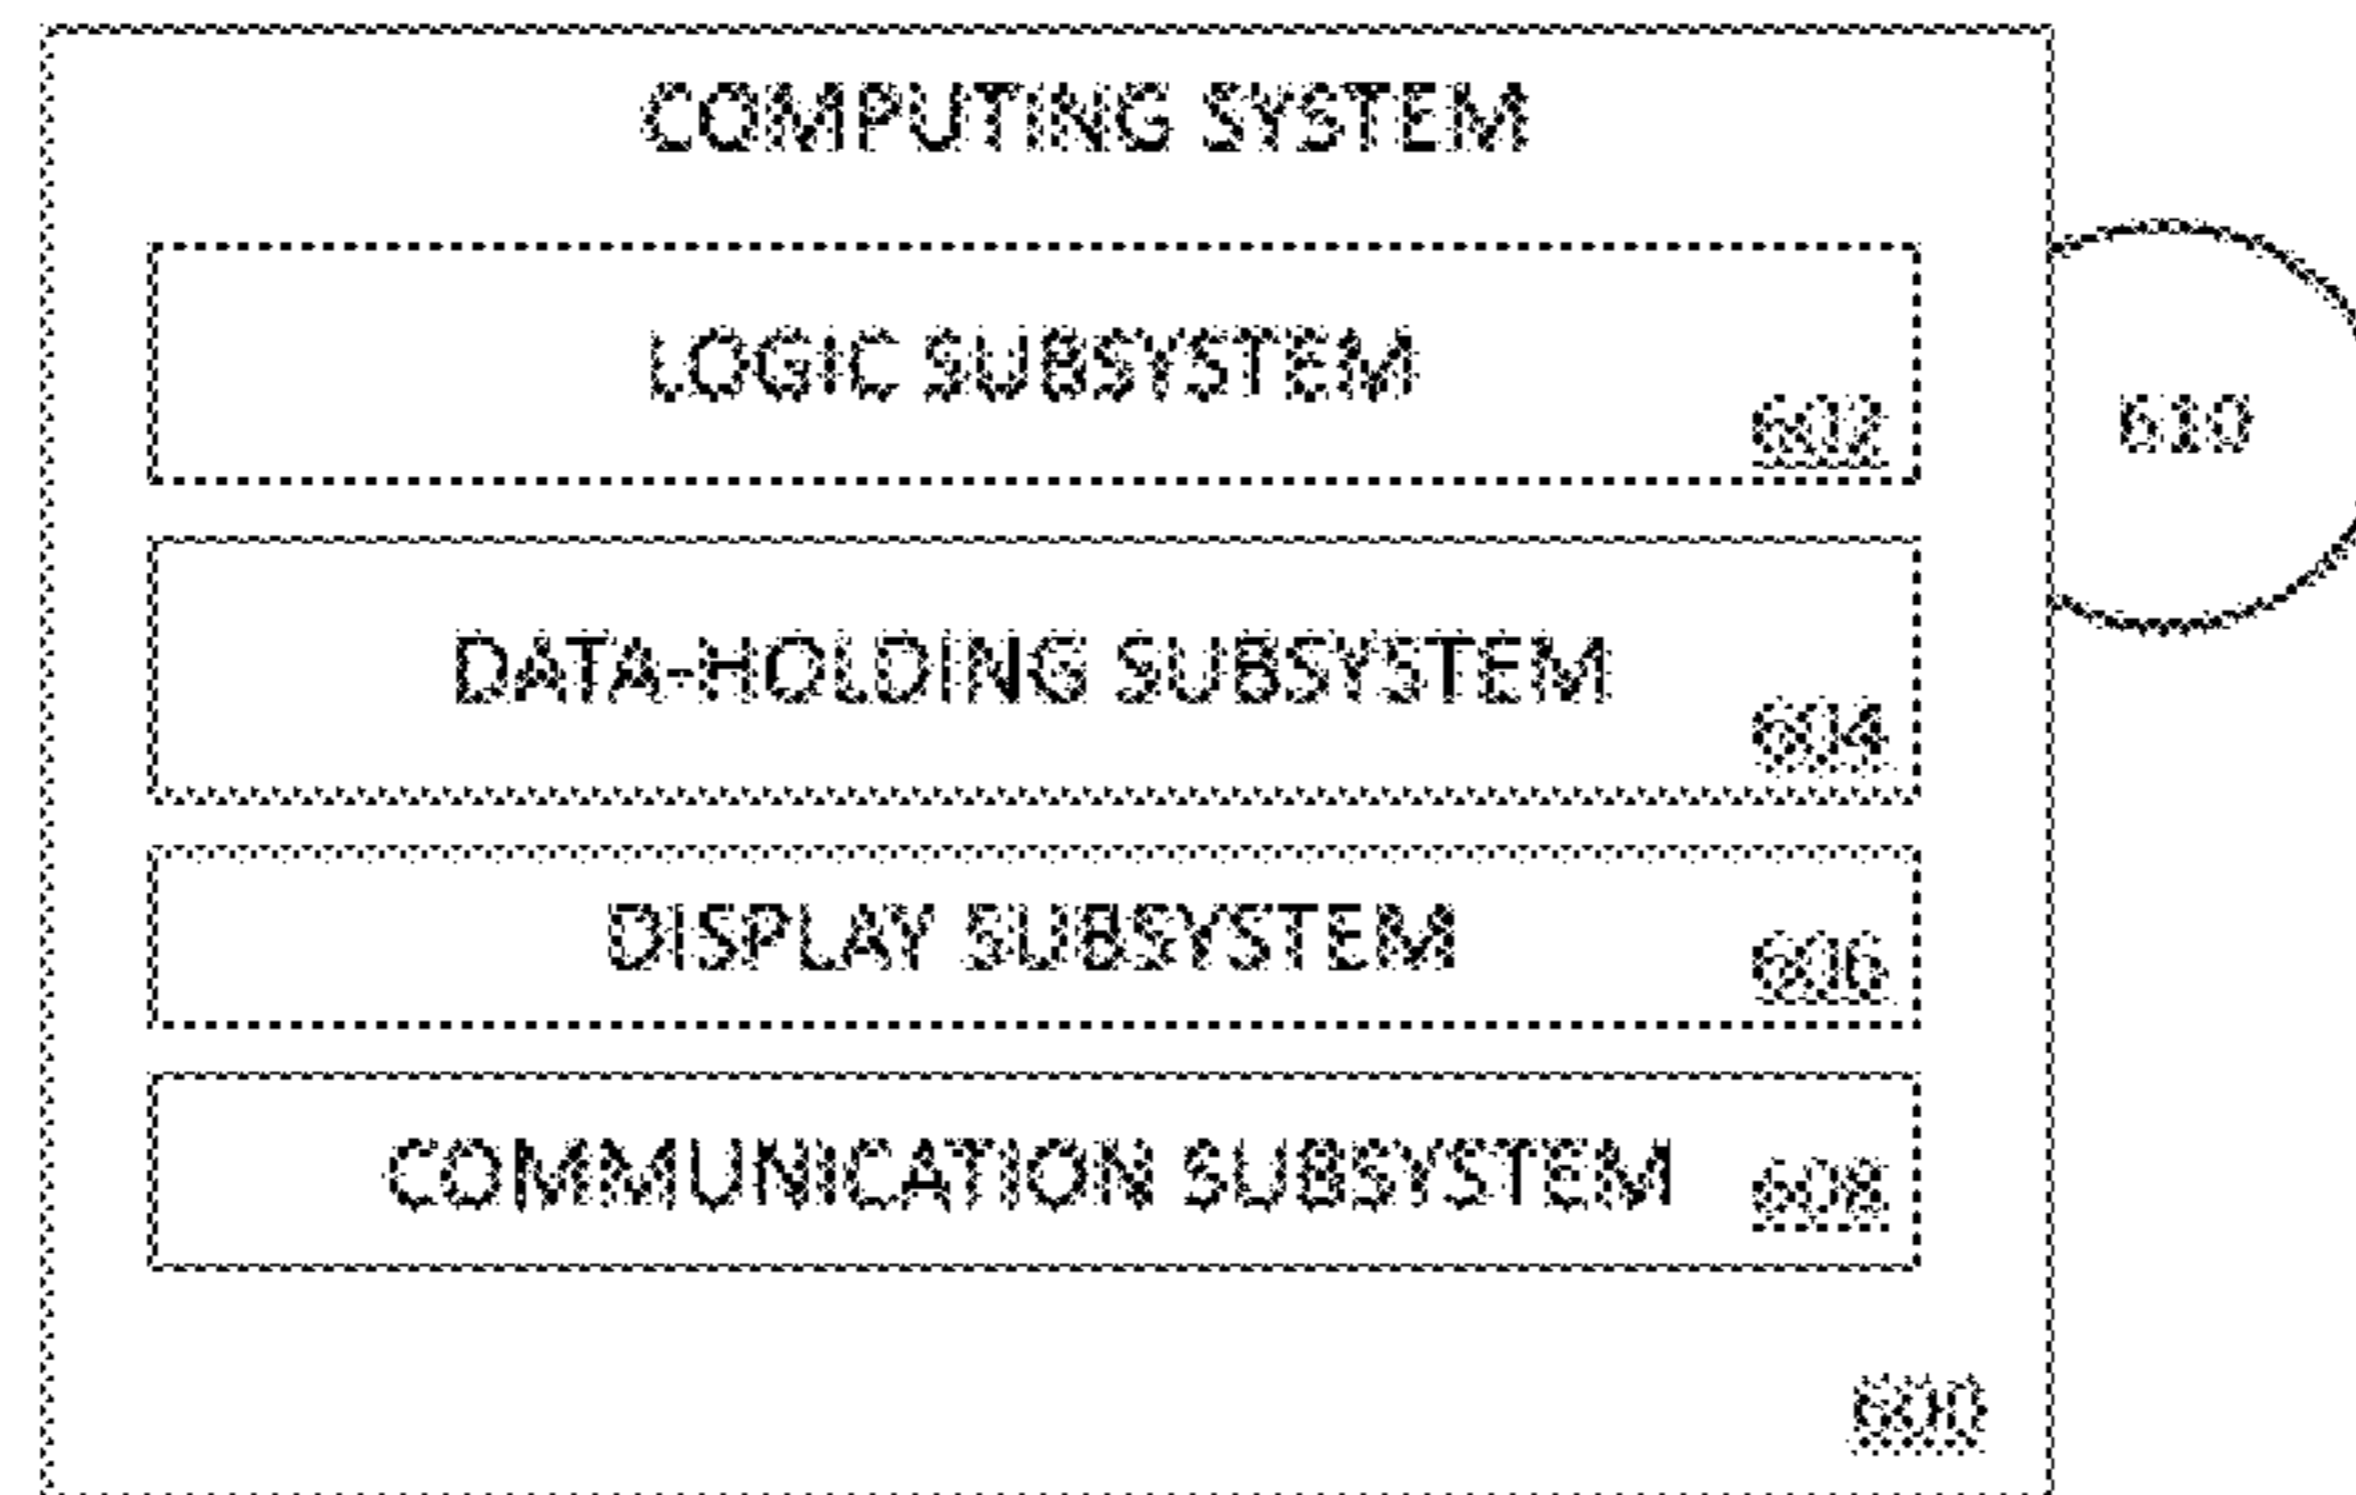 COMPUTING SYSTEM
LOGIC SUBSYSTEM
602
610
DATA-HOLDING SUBSYSTEM
604
DISPLAY SUBSYSTEM
606
COMMUNICATION SUBSYSTEM
608
600